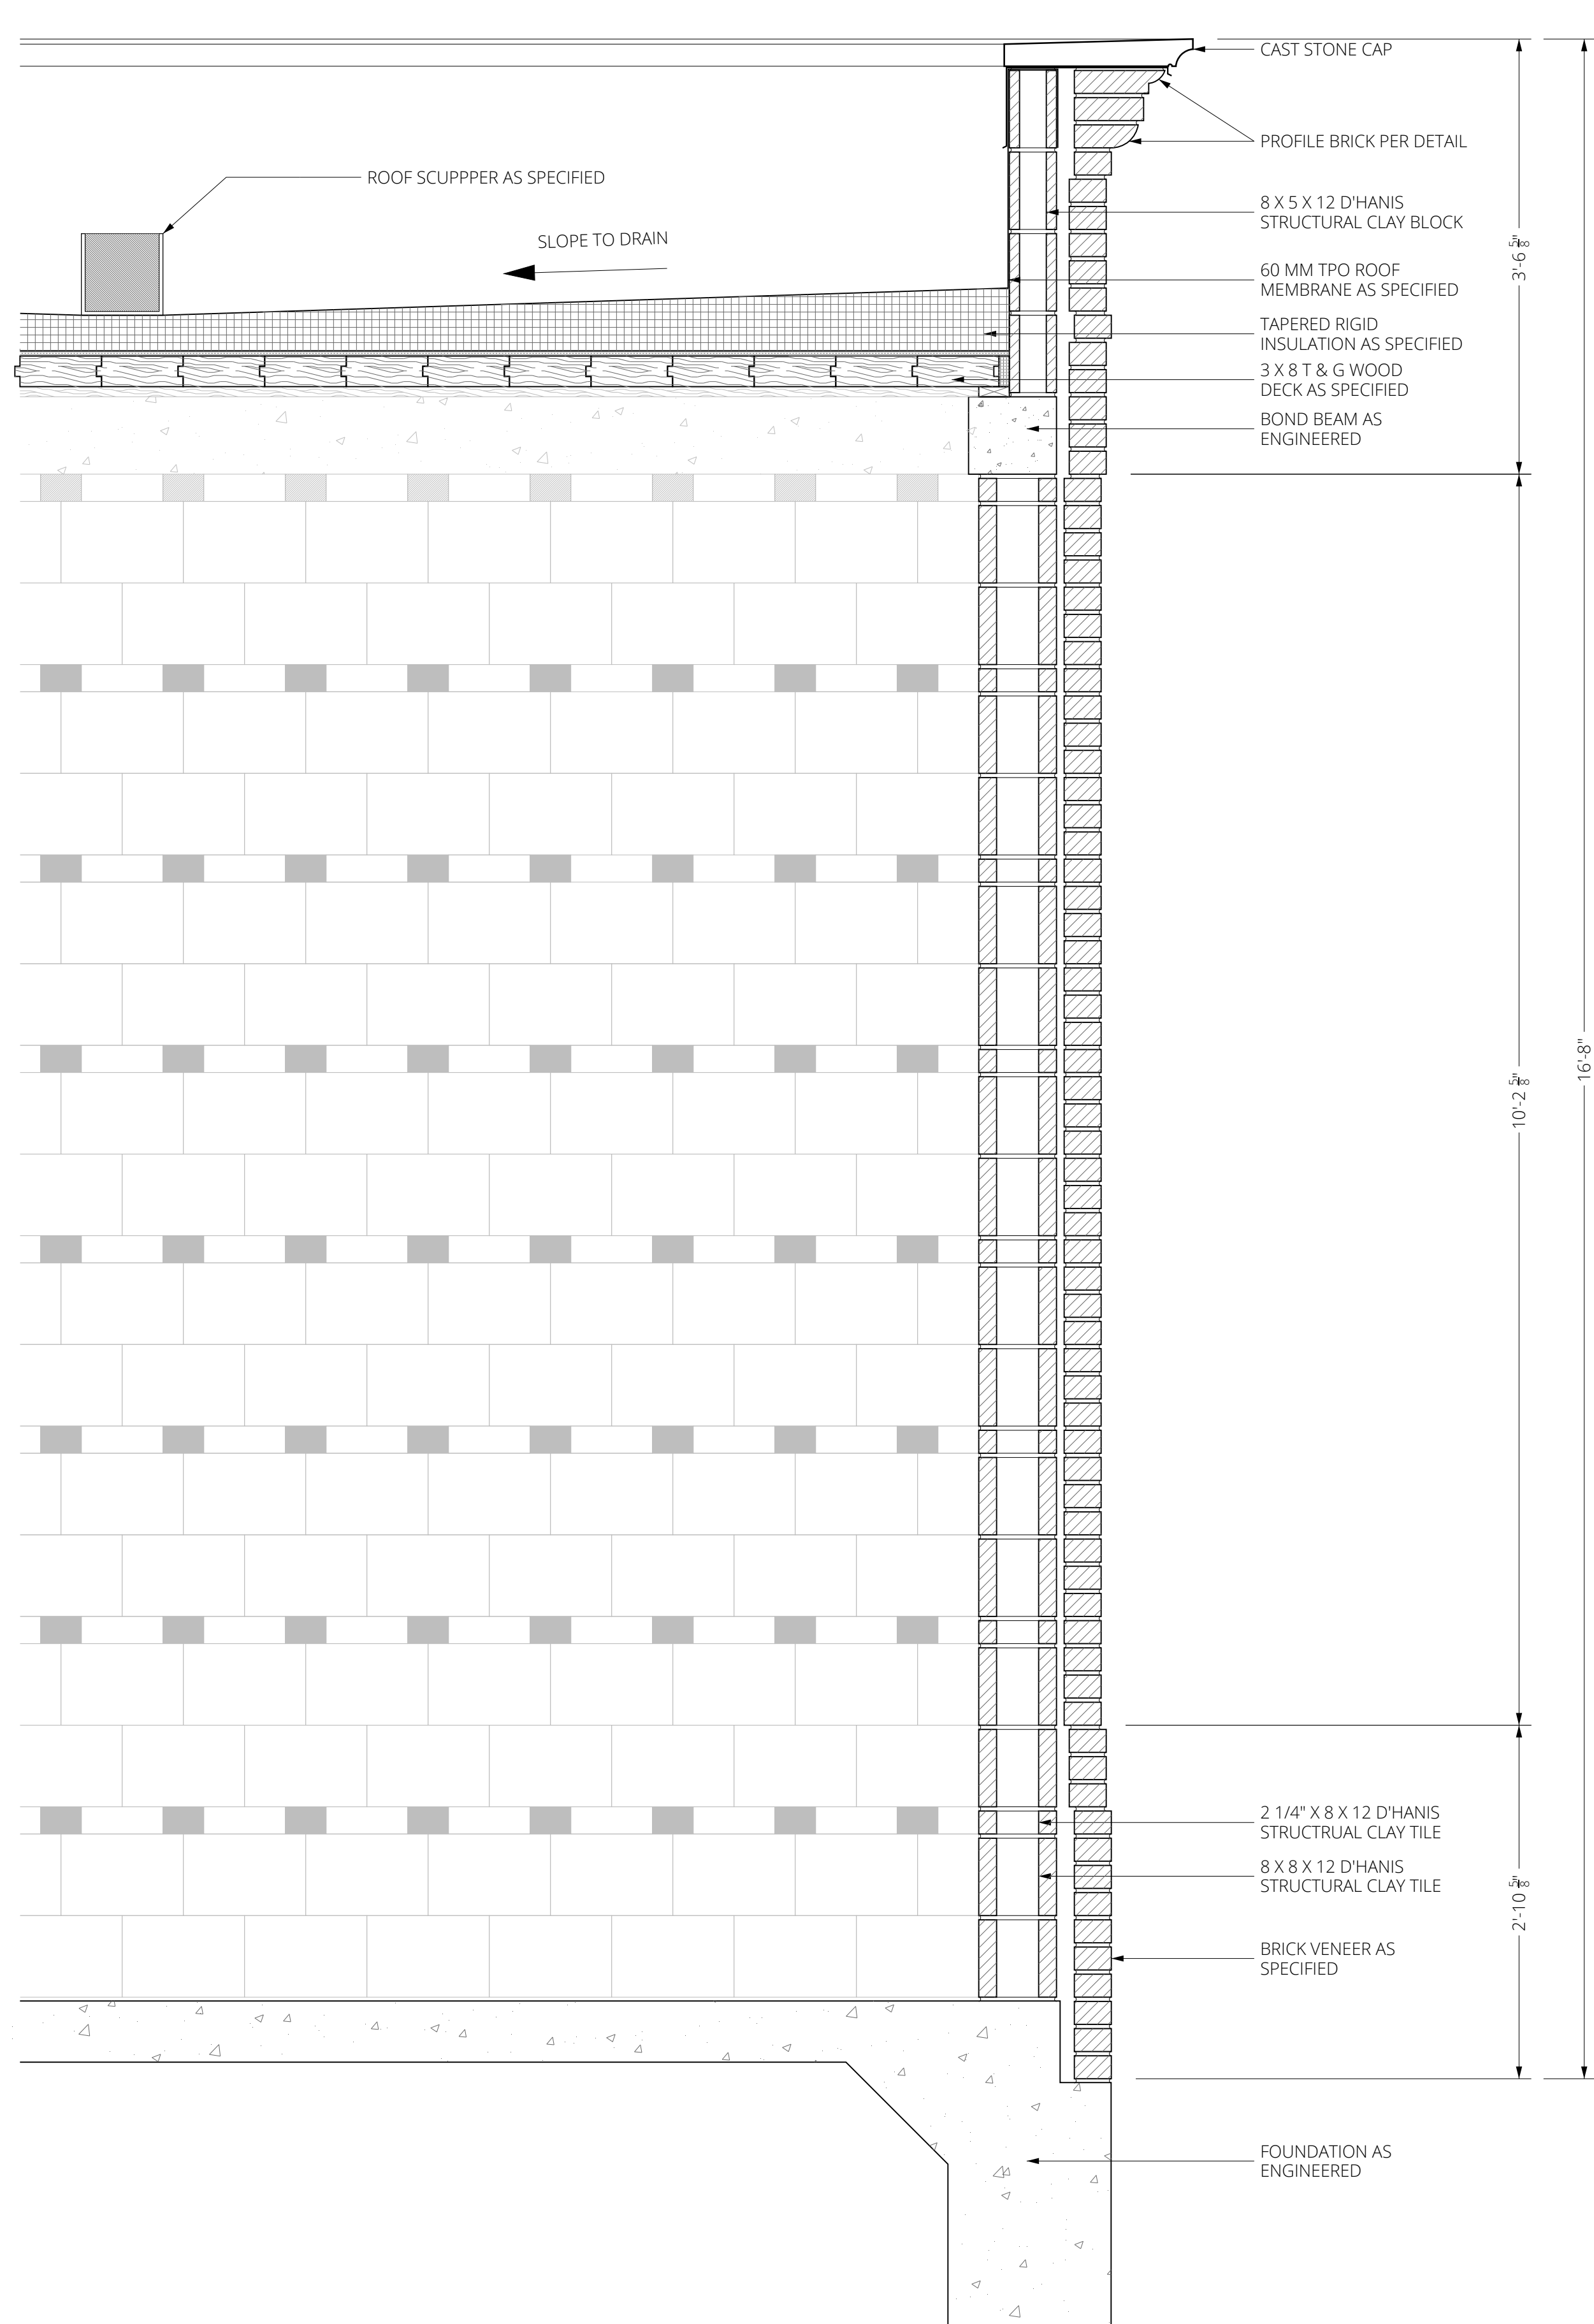 CAST STONE CAP
PROFILE BRICK PER DETAIL
ROOF SCUPPPER AS SPECIFIED
8 X 5 X 12 D'HANIS
STRUCTURAL CLAY BLOCK
SLOPE TO DRAIN
3'-6 5/8"
60 MM TPO ROOF
MEMBRANE AS SPECIFIED
TAPERED RIGID
INSULATION AS SPECIFIED
3 X 8 T & G WOOD
DECK AS SPECIFIED
BOND BEAM AS
ENGINEERED
16'-8"
10'-2 5/8"
2 1/4" X 8 X 12 D'HANIS
STRUCTRUAL CLAY TILE
8 X 8 X 12 D'HANIS
STRUCTURAL CLAY TILE
2'-10 5/8"
BRICK VENEER AS
SPECIFIED
FOUNDATION AS
ENGINEERED